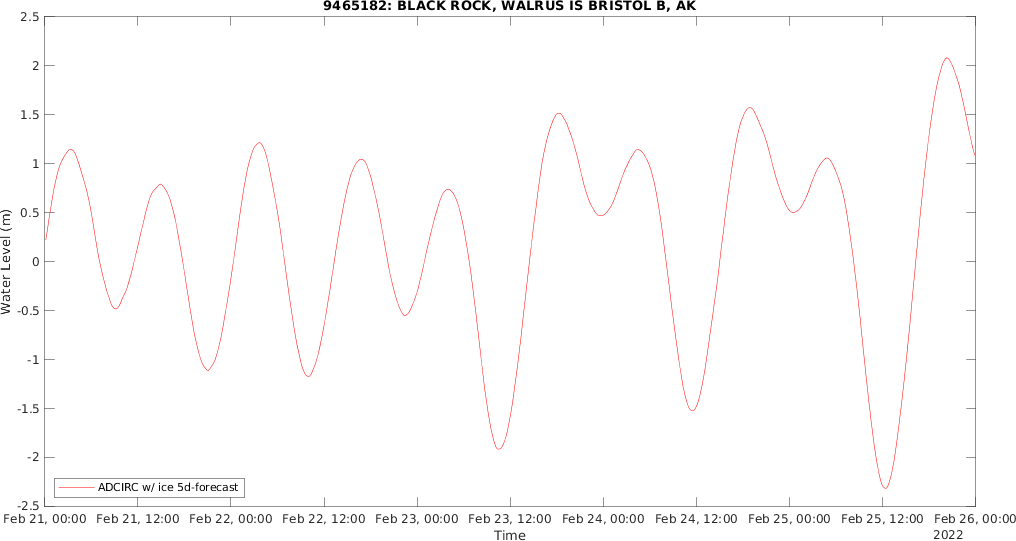 9465182: BLACK ROCK, WALRUS IS BRISTOL B, AK
2.5
2
1.5
1
0.5
0
-0.5
-1
-1.5
-2
-2.5
Water Level (m)
ADCIRC w/ ice 5d-forecast
Feb 21, 00:00 Feb 21, 12:00 Feb 22, 00:00 Feb 22, 12:00 Feb 23, 00:00 Feb 23, 12:00 Feb 24, 00:00 Feb 24, 12:00 Feb 25, 00:00 Feb 25, 12:00 Feb 26, 00:00
Time
2022